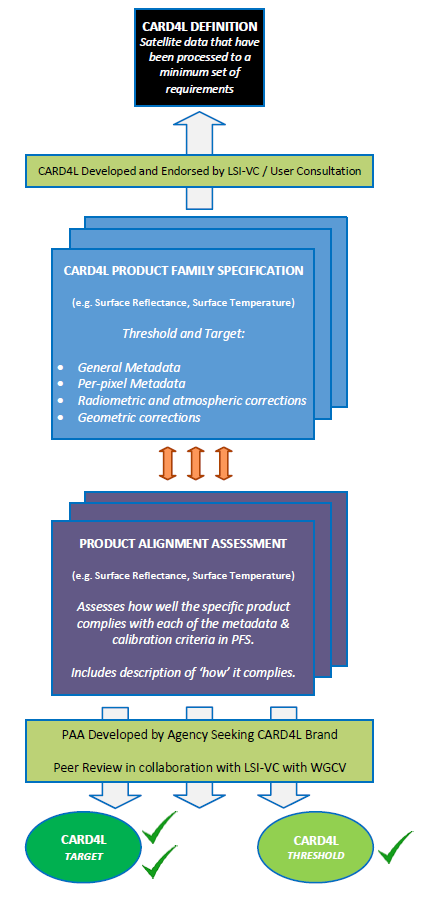 CARD4L DEFINITION
Satellite data that have
been processed to a
minimum set of
requirements
CARD4L Developed and Endorsed by LSI-VC / User Consultation
CARD4L PRODUCT FAMILY SPECIFICATION
(e.g. Surface Reflectance, Surface Temperature)
Threshold and Target:
• General Metadata
• Per-pixel Metadata
• Radiometric and atmospheric corrections
• Geometric corrections
PRODUCT ALIGNMENT ASSESSMENT
(e.g. Surface Reflectance, Surface Temperature)
Assesses how well the specific product
complies with each of the metadata &
calibration criteria in PFS.
Includes description of ‘how’ it complies.
PAA Developed by Agency Seeking CARD4L Brand
Peer Review in collaboration with LSI-VC with WGCV
CARD4L
TARGET
CARD4L
THRESHOLD